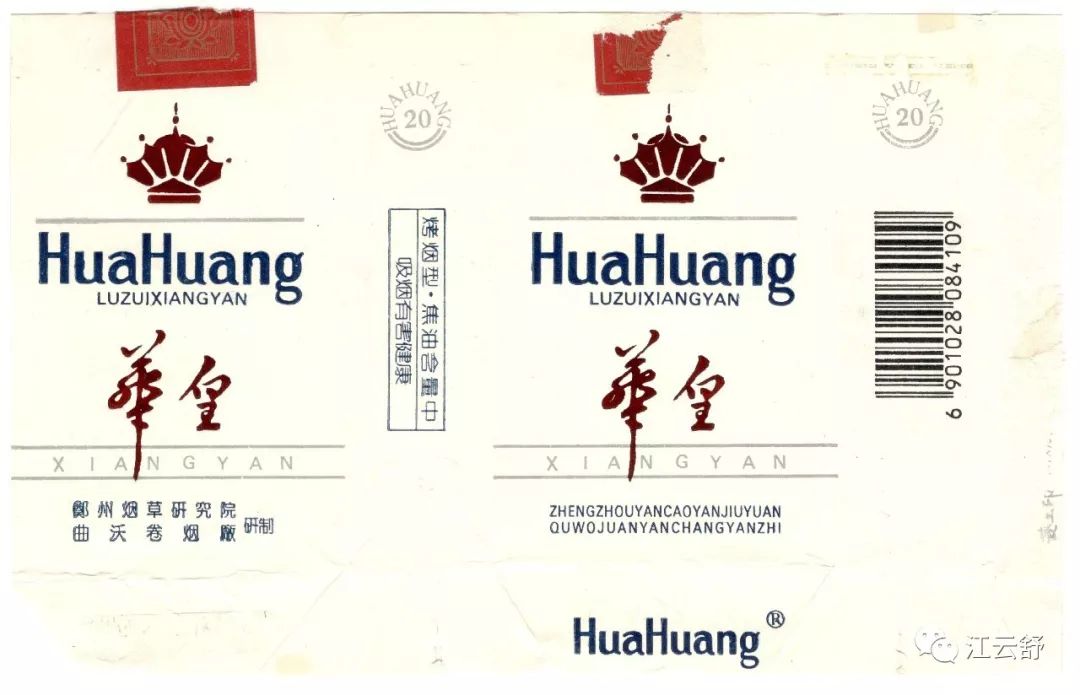 HUAHUANG
20
HuaHuang
LUZUIXIANGYAN
華皇
XIANGYAN
鄭州烟草研究院
曲沃卷烟廠
研制
烤烟型·焦油含量中
吸烟有害健康
HuaHuang
LUZUIXIANGYAN
華皇
XIANGYAN
ZHENGZHOUYANCAOYANJIUYUAN
QUWOJUANYANCHANGYANZHI
HUAHUANG
20
6 901028 084109
HuaHuang®
江云舒